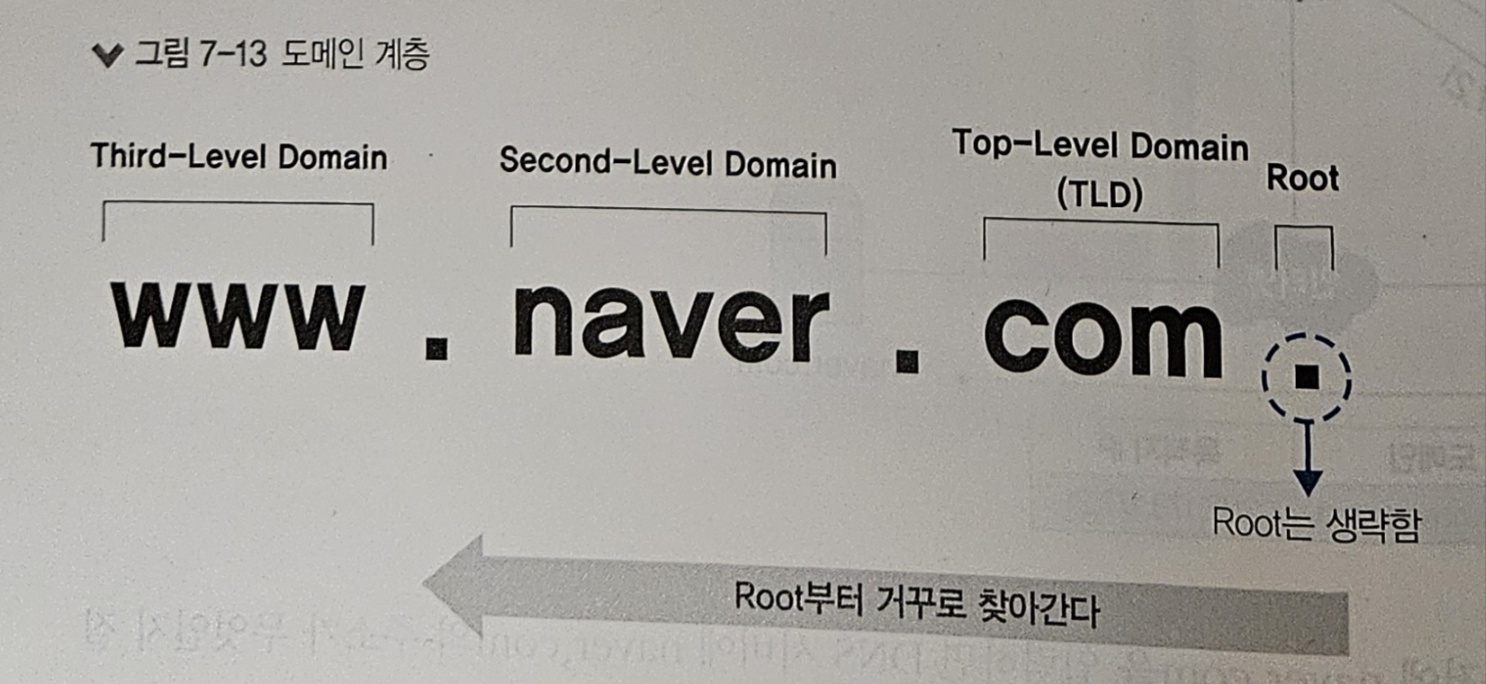 그림 7-13 도메인 계층
Third-Level Domain
Second-Level Domain
Top-Level Domain
(TLD)
Root
www . naver . com .
Root는 생략함
Root부터 거꾸로 찾아간다